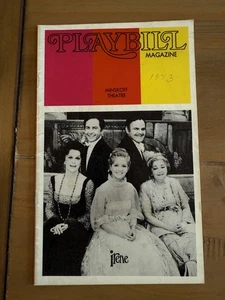 PLAYBILL
MAGAZINE
1973
MINSKOFF
THEATRE
irene